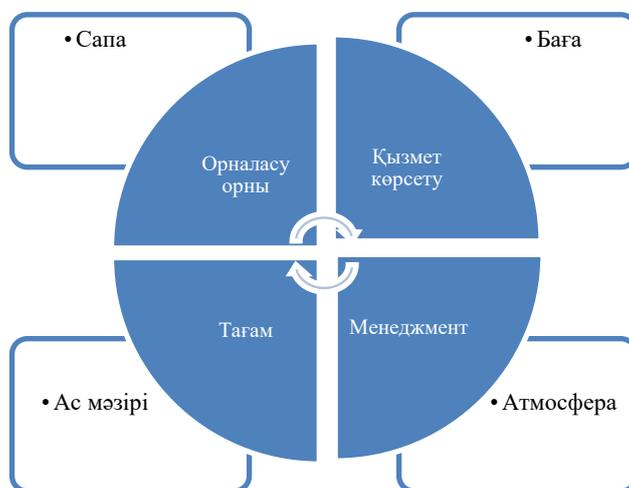 • Сапа
• Баға
Орналасу
орны
Қызмет
көрсету
Тағам
Менеджмент
• Ас мәзірі
• Атмосфера